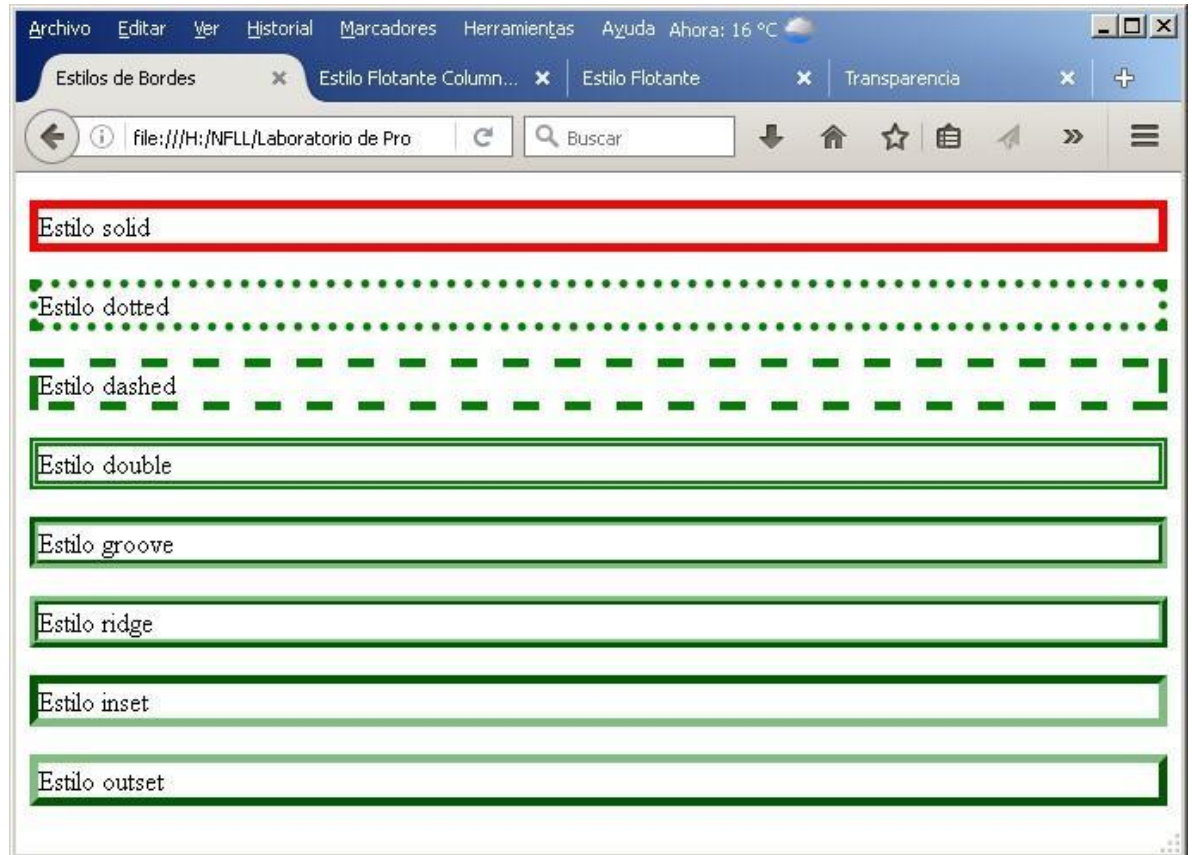 Archivo Editar Ver Historial Marcadores Herramientas Ayuda Ahora: 16 °C
Estilos de Bordes Estilo Flotante Column... Estilo Flotante Transparencia
file:///H:/NFLL/Laboratorio de Pro Buscar
Estilo solid
Estilo dotted
Estilo dashed
Estilo double
Estilo groove
Estilo ridge
Estilo inset
Estilo outset